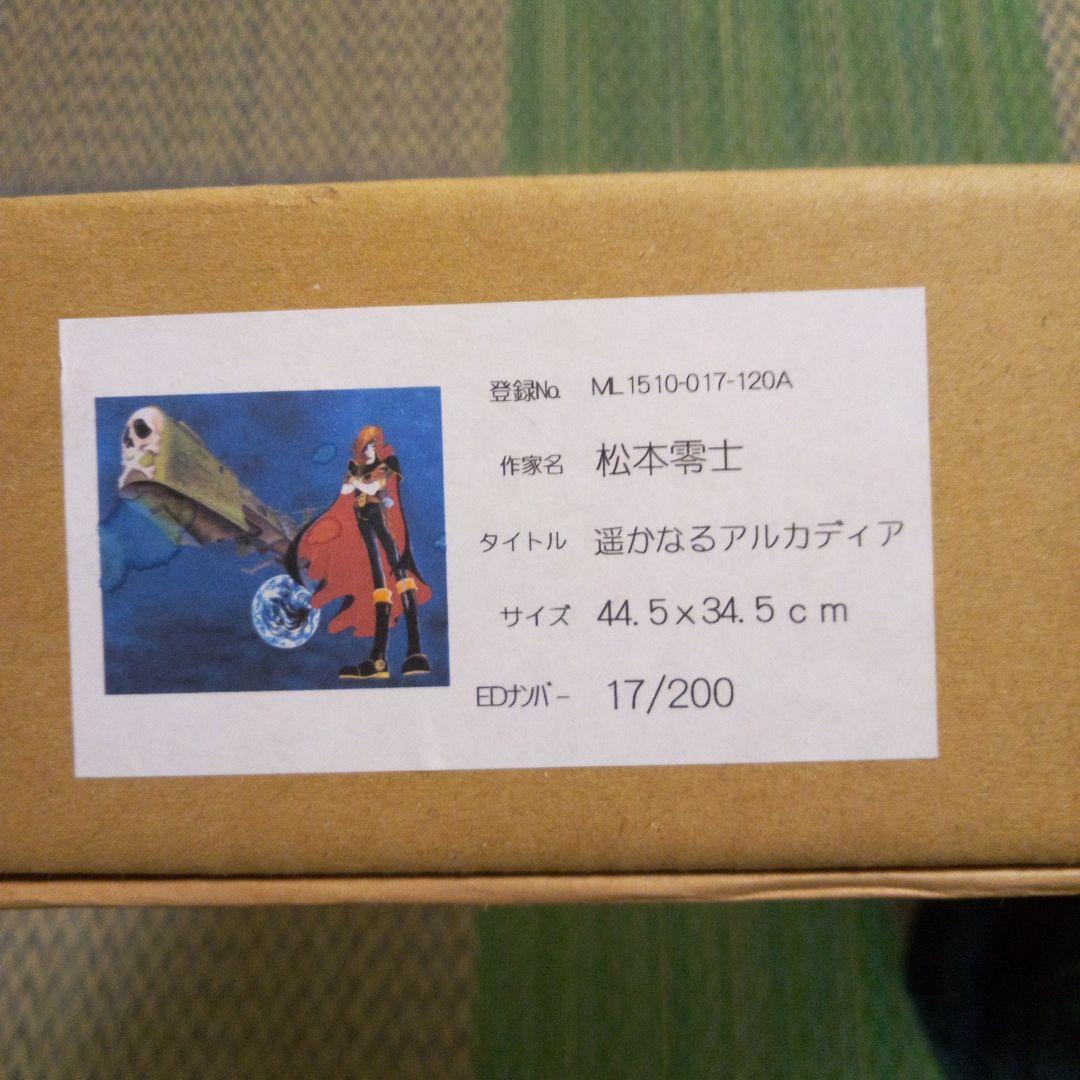 登録No. ML1510-017-120A
作家名 松本零士
タイトル 遥かなるアルカディア
サイズ 44.5x34.5cm
EDナンバー 17/200